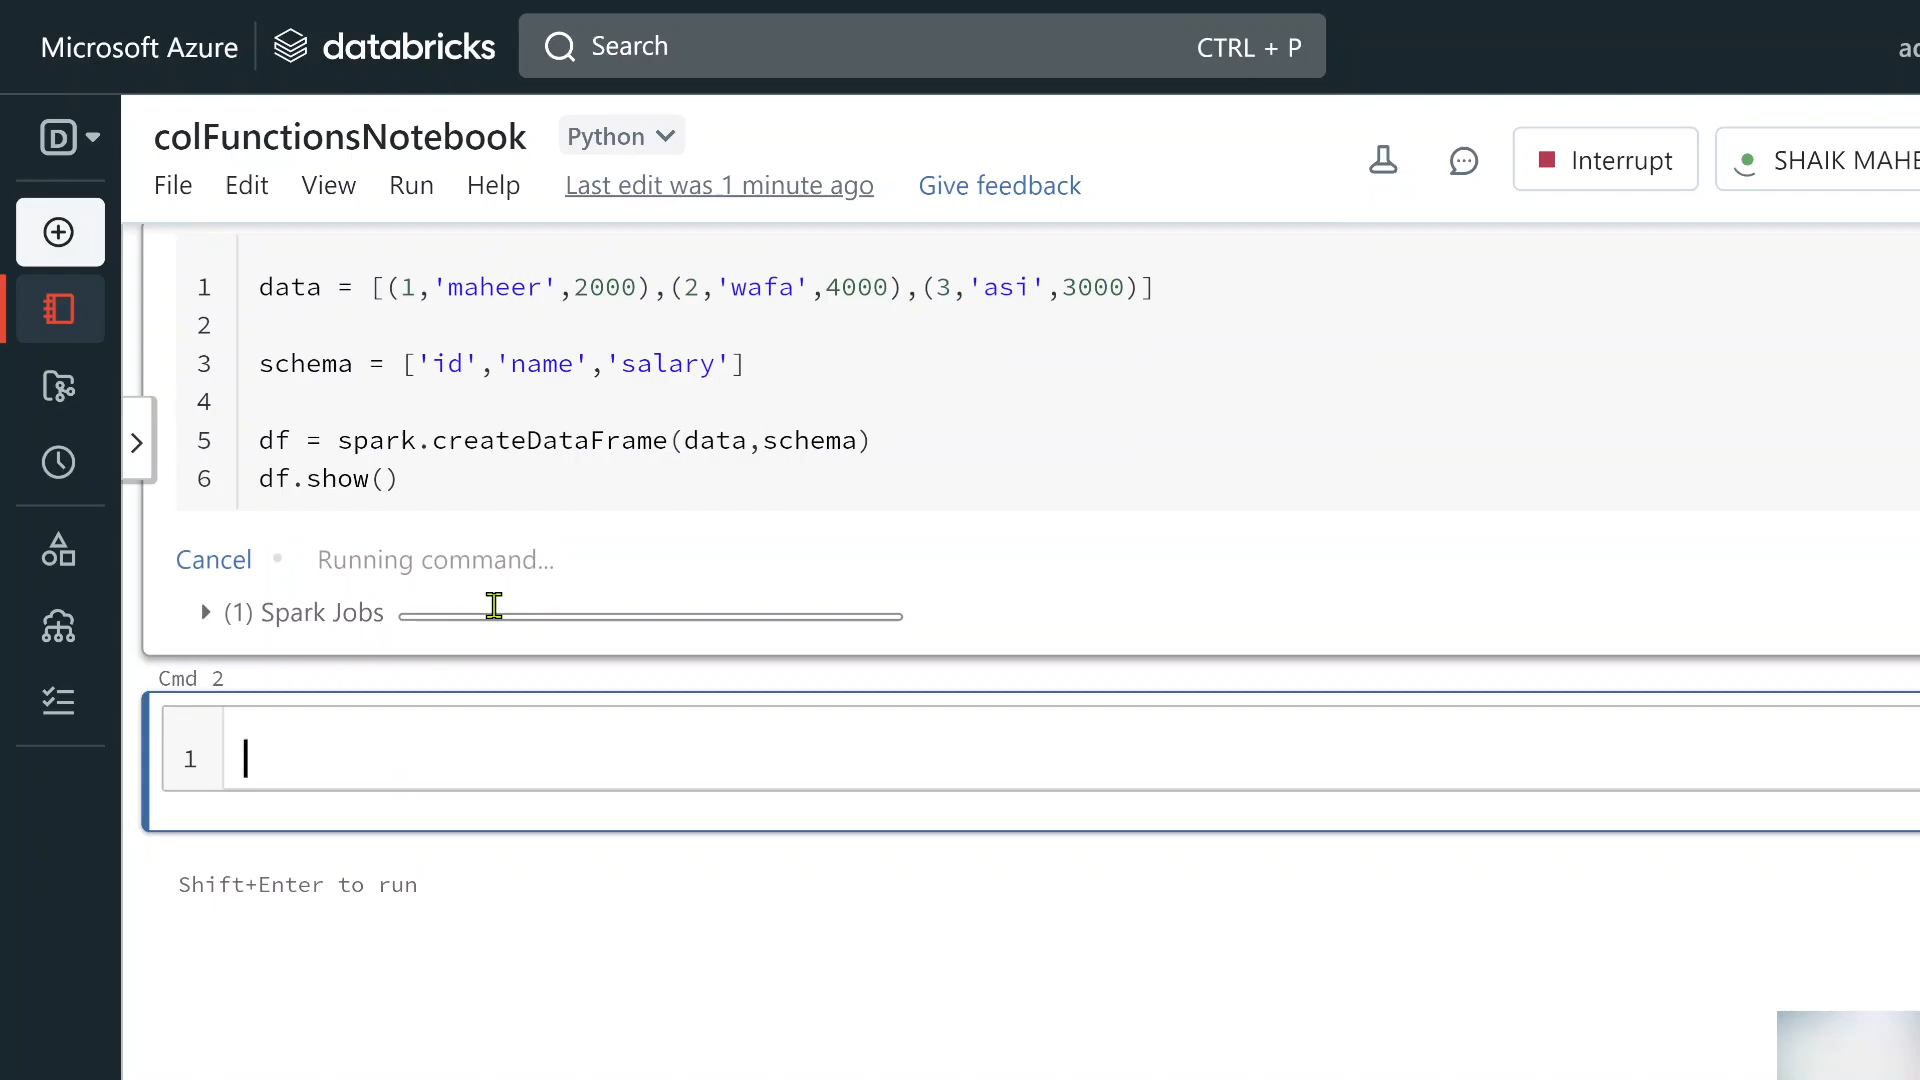 Microsoft Azure databricks Search CTRL + P
colFunctionsNotebook Python
File Edit View Run Help Last edit was 1 minute ago Give feedback Interrupt SHAIK MAHE
1 data = [(1,'maheer',2000),(2,'wafa',4000),(3,'asi',3000)]
2
3 schema = ['id','name','salary']
4
5 df = spark.createDataFrame(data,schema)
6 df.show()
Cancel Running command...
(1) Spark Jobs
Cmd 2
1
Shift+Enter to run